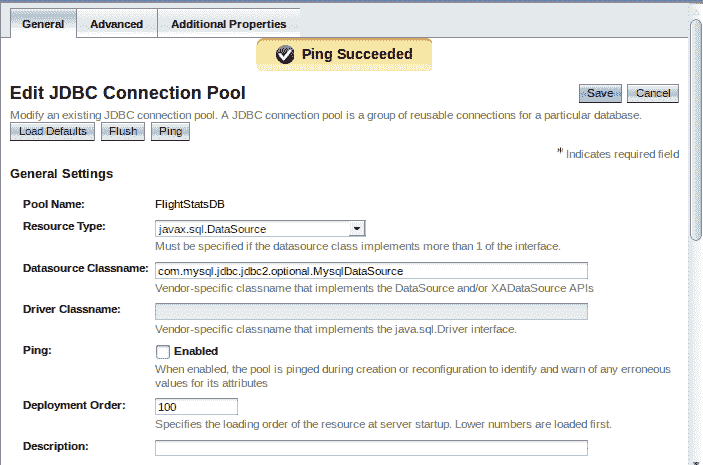 General Advanced Additional Properties
Ping Succeeded
Edit JDBC Connection Pool Save Cancel
Modify an existing JDBC connection pool. A JDBC connection pool is a group of reusable connections for a particular database.
Load Defaults Flush Ping
* Indicates required field
General Settings
Pool Name: FlightStatsDB
Resource Type: javax.sql.DataSource
Must be specified if the datasource class implements more than 1 of the interface.
Datasource Classname: com.mysql.jdbc.jdbc2.optional.MysqlDataSource
Vendor-specific classname that implements the DataSource and/or XADataSource APIs
Driver Classname:
Vendor-specific classname that implements the java.sql.Driver interface.
Ping: Enabled
When enabled, the pool is pinged during creation or reconfiguration to identify and warn of any erroneous
values for its attributes
Deployment Order: 100
Specifies the loading order of the resource at server startup. Lower numbers are loaded first.
Description: